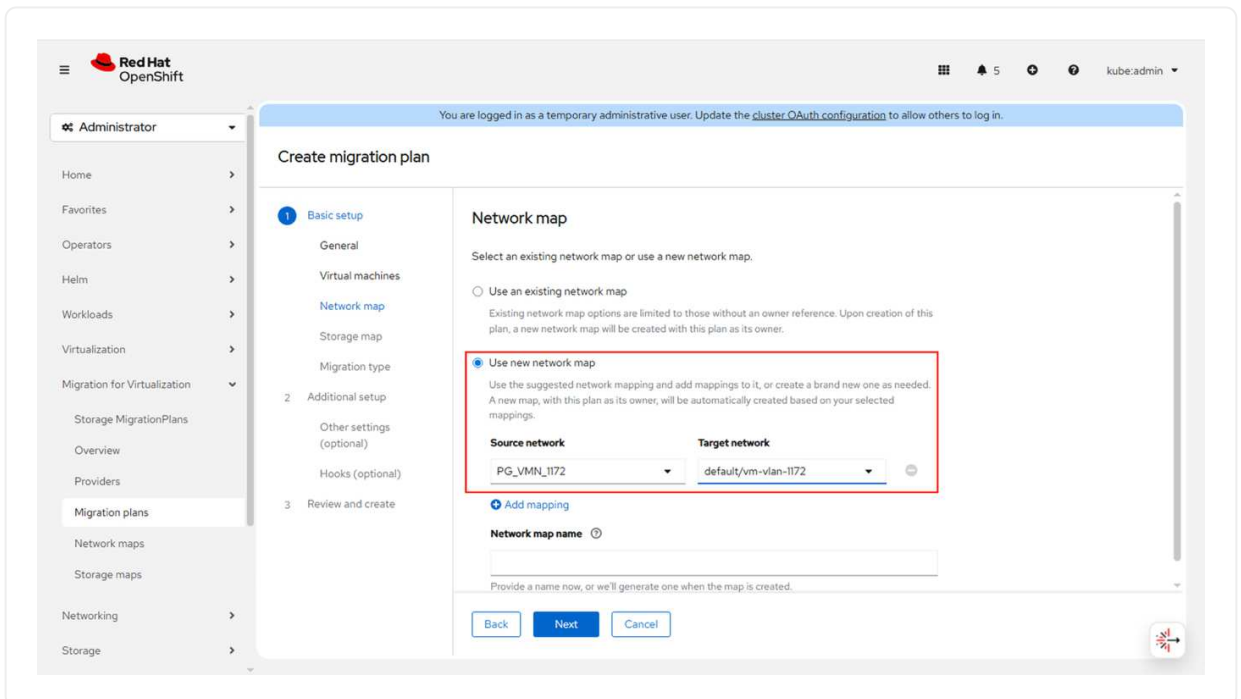 Red Hat
OpenShift
5
kube:admin
Administrator
You are logged in as a temporary administrative user. Update the cluster OAuth configuration to allow others to log in.
Home
Favorites
Operators
Helm
Workloads
Virtualization
Migration for Virtualization
Storage MigrationPlans
Overview
Providers
Migration plans
Network maps
Storage maps
Networking
Storage
Create migration plan
1 Basic setup
General
Virtual machines
Network map
Storage map
Migration type
2 Additional setup
Other settings
(optional)
Hooks (optional)
3 Review and create
Network map
Select an existing network map or use a new network map.
Use an existing network map
Existing network map options are limited to those without an owner reference. Upon creation of this
plan, a new network map will be created with this plan as its owner.
Use new network map
Use the suggested network mapping and add mappings to it, or create a brand new one as needed.
A new map, with this plan as its owner, will be automatically created based on your selected
mappings.
Source network Target network
PG_VMN_1172 default/vm-vlan-1172
Add mapping
Network map name
Provide a name now, or we'll generate one when the map is created.
Back Next Cancel